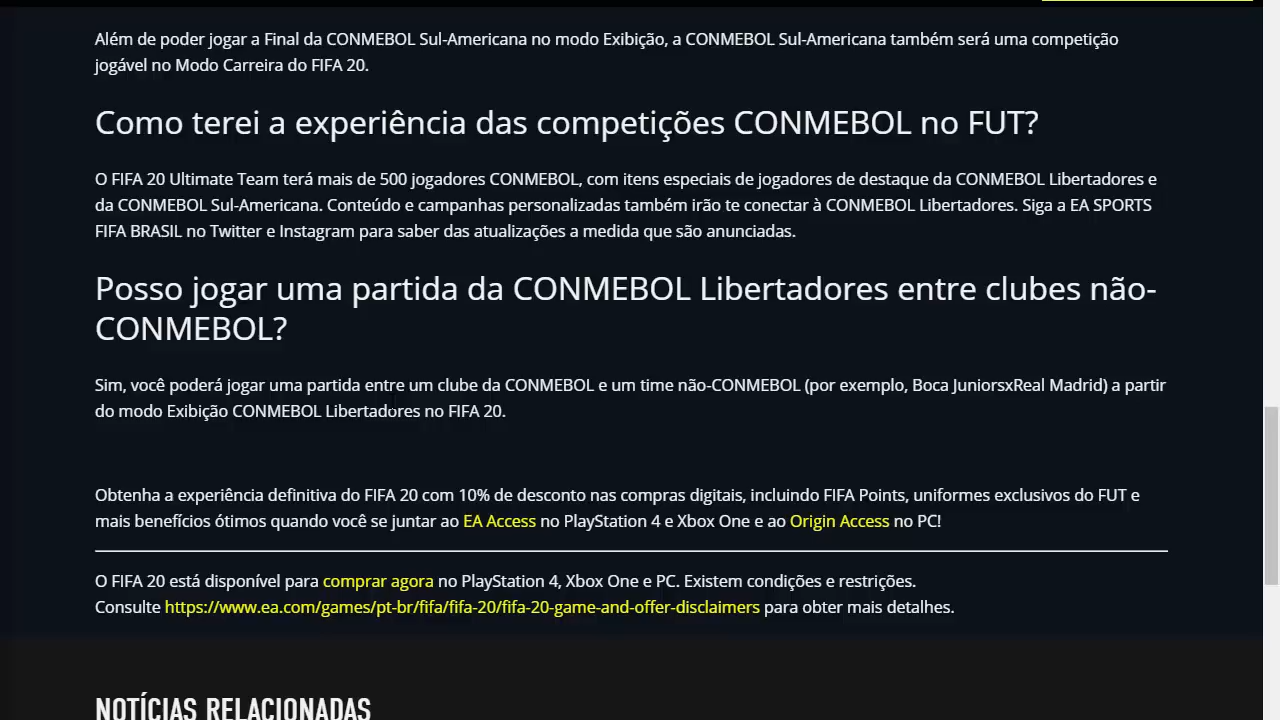 Além de poder jogar a Final da CONMEBOL Sul-Americana no modo Exibição, a CONMEBOL Sul-Americana também será uma competição
jogável no Modo Carreira do FIFA 20.
Como terei a experiência das competições CONMEBOL no FUT?
O FIFA 20 Ultimate Team terá mais de 500 jogadores CONMEBOL, com itens especiais de jogadores de destaque da CONMEBOL Libertadores e
da CONMEBOL Sul-Americana. Conteúdo e campanhas personalizadas também irão te conectar à CONMEBOL Libertadores. Siga a EA SPORTS
FIFA BRASIL no Twitter e Instagram para saber das atualizações a medida que são anunciadas.
Posso jogar uma partida da CONMEBOL Libertadores entre clubes não-
CONMEBOL?
Sim, você poderá jogar uma partida entre um clube da CONMEBOL e um time não-CONMEBOL (por exemplo, Boca JuniorsxReal Madrid) a partir
do modo Exibição CONMEBOL Libertadores no FIFA 20.
Obtenha a experiência definitiva do FIFA 20 com 10% de desconto nas compras digitais, incluindo FIFA Points, uniformes exclusivos do FUT e
mais benefícios ótimos quando você se juntar ao EA Access no PlayStation 4 e Xbox One e ao Origin Access no PC!
O FIFA 20 está disponível para comprar agora no PlayStation 4, Xbox One e PC. Existem condições e restrições.
Consulte https://www.ea.com/games/pt-br/fifa/fifa-20/fifa-20-game-and-offer-disclaimers para obter mais detalhes.
NOTÍCIAS RELACIONADAS